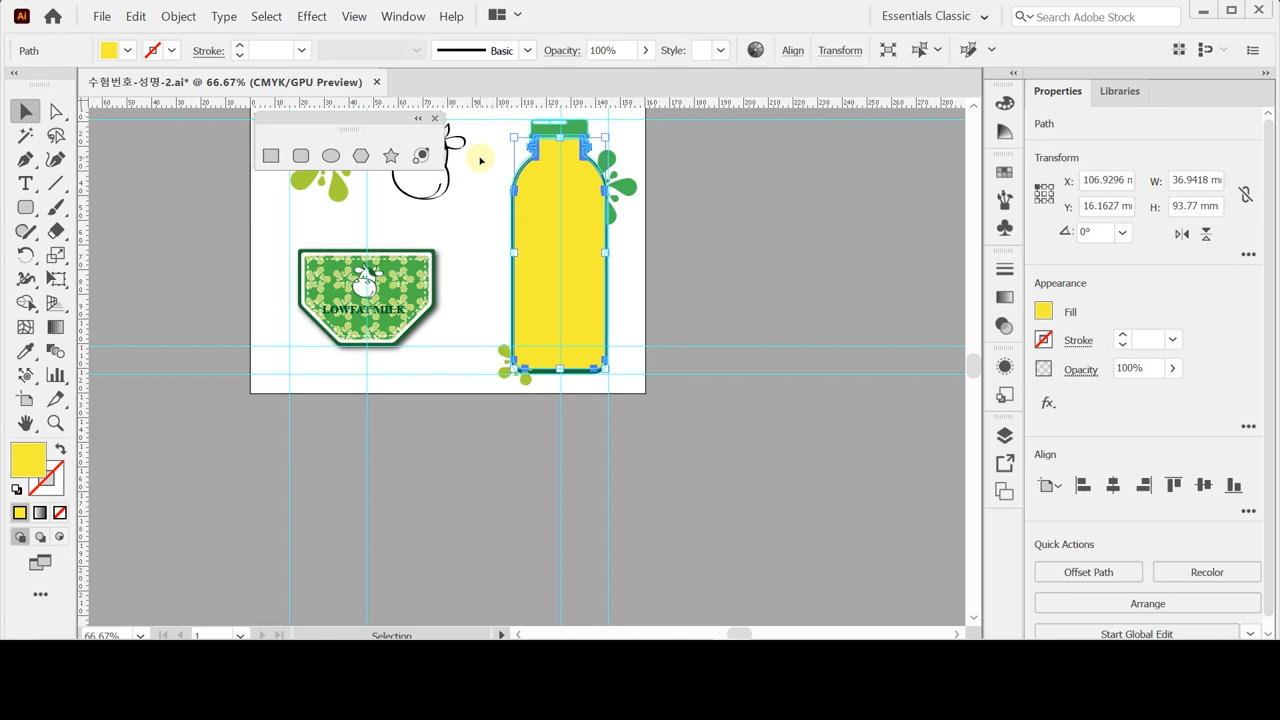 Ai File Edit Object Type Select Effect View Window Help Essentials Classic Search Adobe Stock
Path Stroke: Basic Opacity: 100% Style: Align Transform
수험번호-성명-2.ai* @ 66.67% (CMYK/GPU Preview)
Properties Libraries
Path
Transform
X: 106.9296 m W: 36.9418 m
Y: 16.1627 m H: 93.77 mm
0°
Appearance
Fill
Stroke
Opacity 100%
fx.
Align
Quick Actions
Offset Path Recolor
Arrange
Start Global Edit
LOWFAT MILK
66.67% 1 Selection